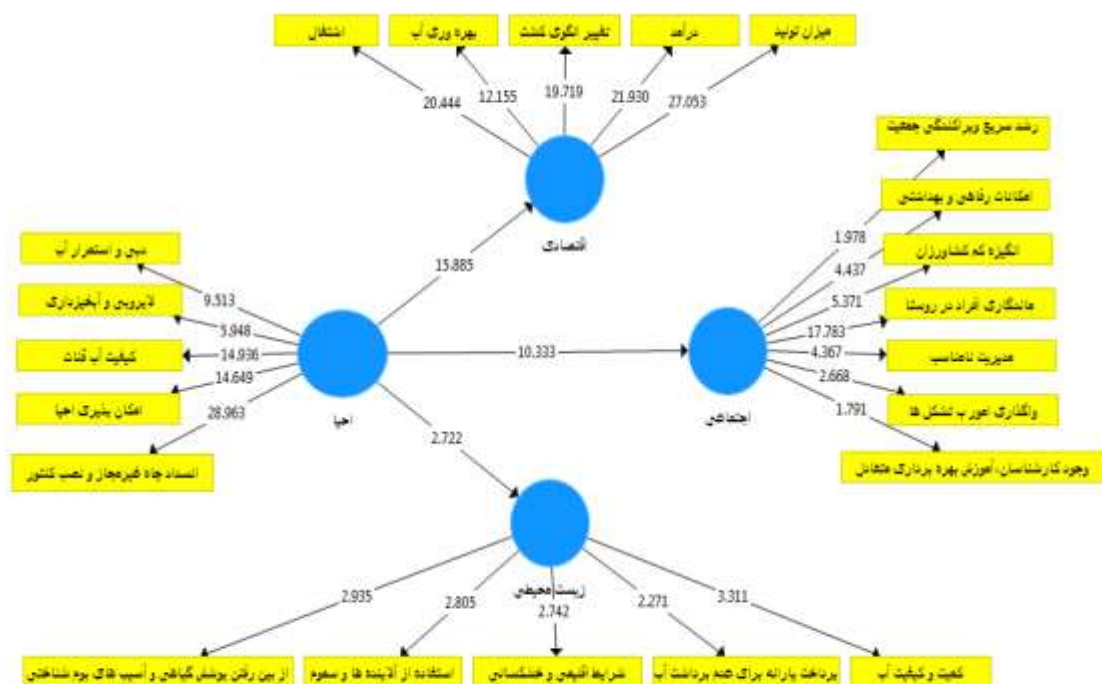 اشتغال
بهره وری آب
تغییر الگوی کشت
درآمد
میزان تولید
20.444
12.155
19.719
21.930
27.053
اقتصادی
رشد سریع وپراکندگی جمعیت
امکانات رفاهی و بهداشتی
انگیزه کم کشاورزان
ماندگاری افراد در روستا
مدیریت نامناسب
واگذاری امور ب تشکل ها
وجود کارشناسان، آموزش بهره برداری متعادل
1.978
4.437
5.371
17.783
4.367
2.668
1.791
اجتماعی
دبی و استمرار آب
لایروبی و آبخیزداری
کیفیت آب قنات
امکان پذیری احیا
انسداد چاه غیرمجاز و نصب کنتور
9.513
5.948
14.936
14.649
28.963
احیا
15.885
10.333
2.722
زیست محیطی
2.935
2.805
2.742
2.271
3.311
از بین رفتن پوشش گیاهی و آسیب های بوم شناختی
استفاده از آلاینده ها و سموم
شرایط اقلیمی و خشکسالی
پرداخت یارانه برای عدم برداشت آب
کمیت و کیفیت آب